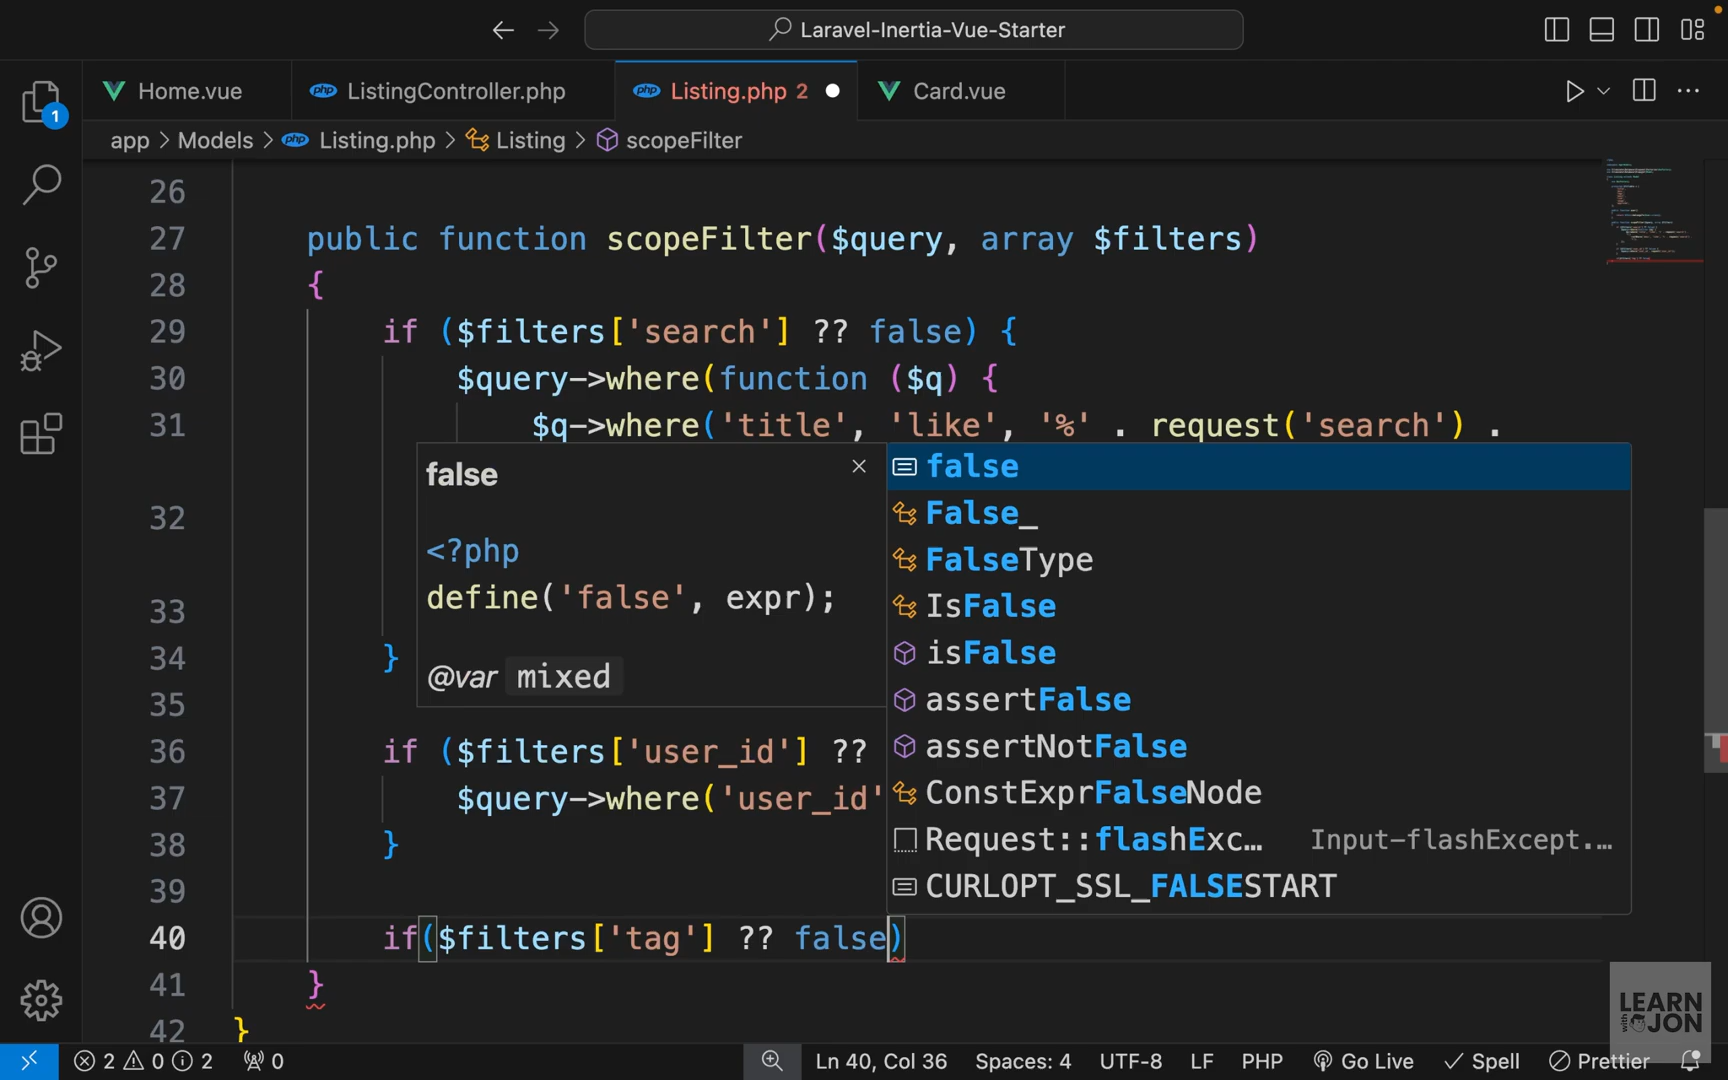 Laravel-Inertia-Vue-Starter
Home.vue
php ListingController.php
php Listing.php 2
Card.vue
1
app > Models > php Listing.php > Listing > scopeFilter
26
27 public function scopeFilter($query, array $filters)
28 {
29 if ($filters['search'] ?? false) {
30 $query->where(function ($q) {
31 $q->where('title', 'like', '%' . request('search') .
32
33
34 }
35
36 if ($filters['user_id'] ??
37 $query->where('user_id'
38 }
39
40 if($filters['tag'] ?? false)
41 }
42 }
false
<?php
define('false', expr);
@var mixed
false
False_
FalseType
IsFalse
isFalse
assertFalse
assertNotFalse
ConstExprFalseNode
Request::flashExc… Input-flashExcept.…
CURLOPT_SSL_FALSESTART
LEARN
with JON
2 0 2 0
Ln 40, Col 36 Spaces: 4 UTF-8 LF PHP Go Live Spell Prettier